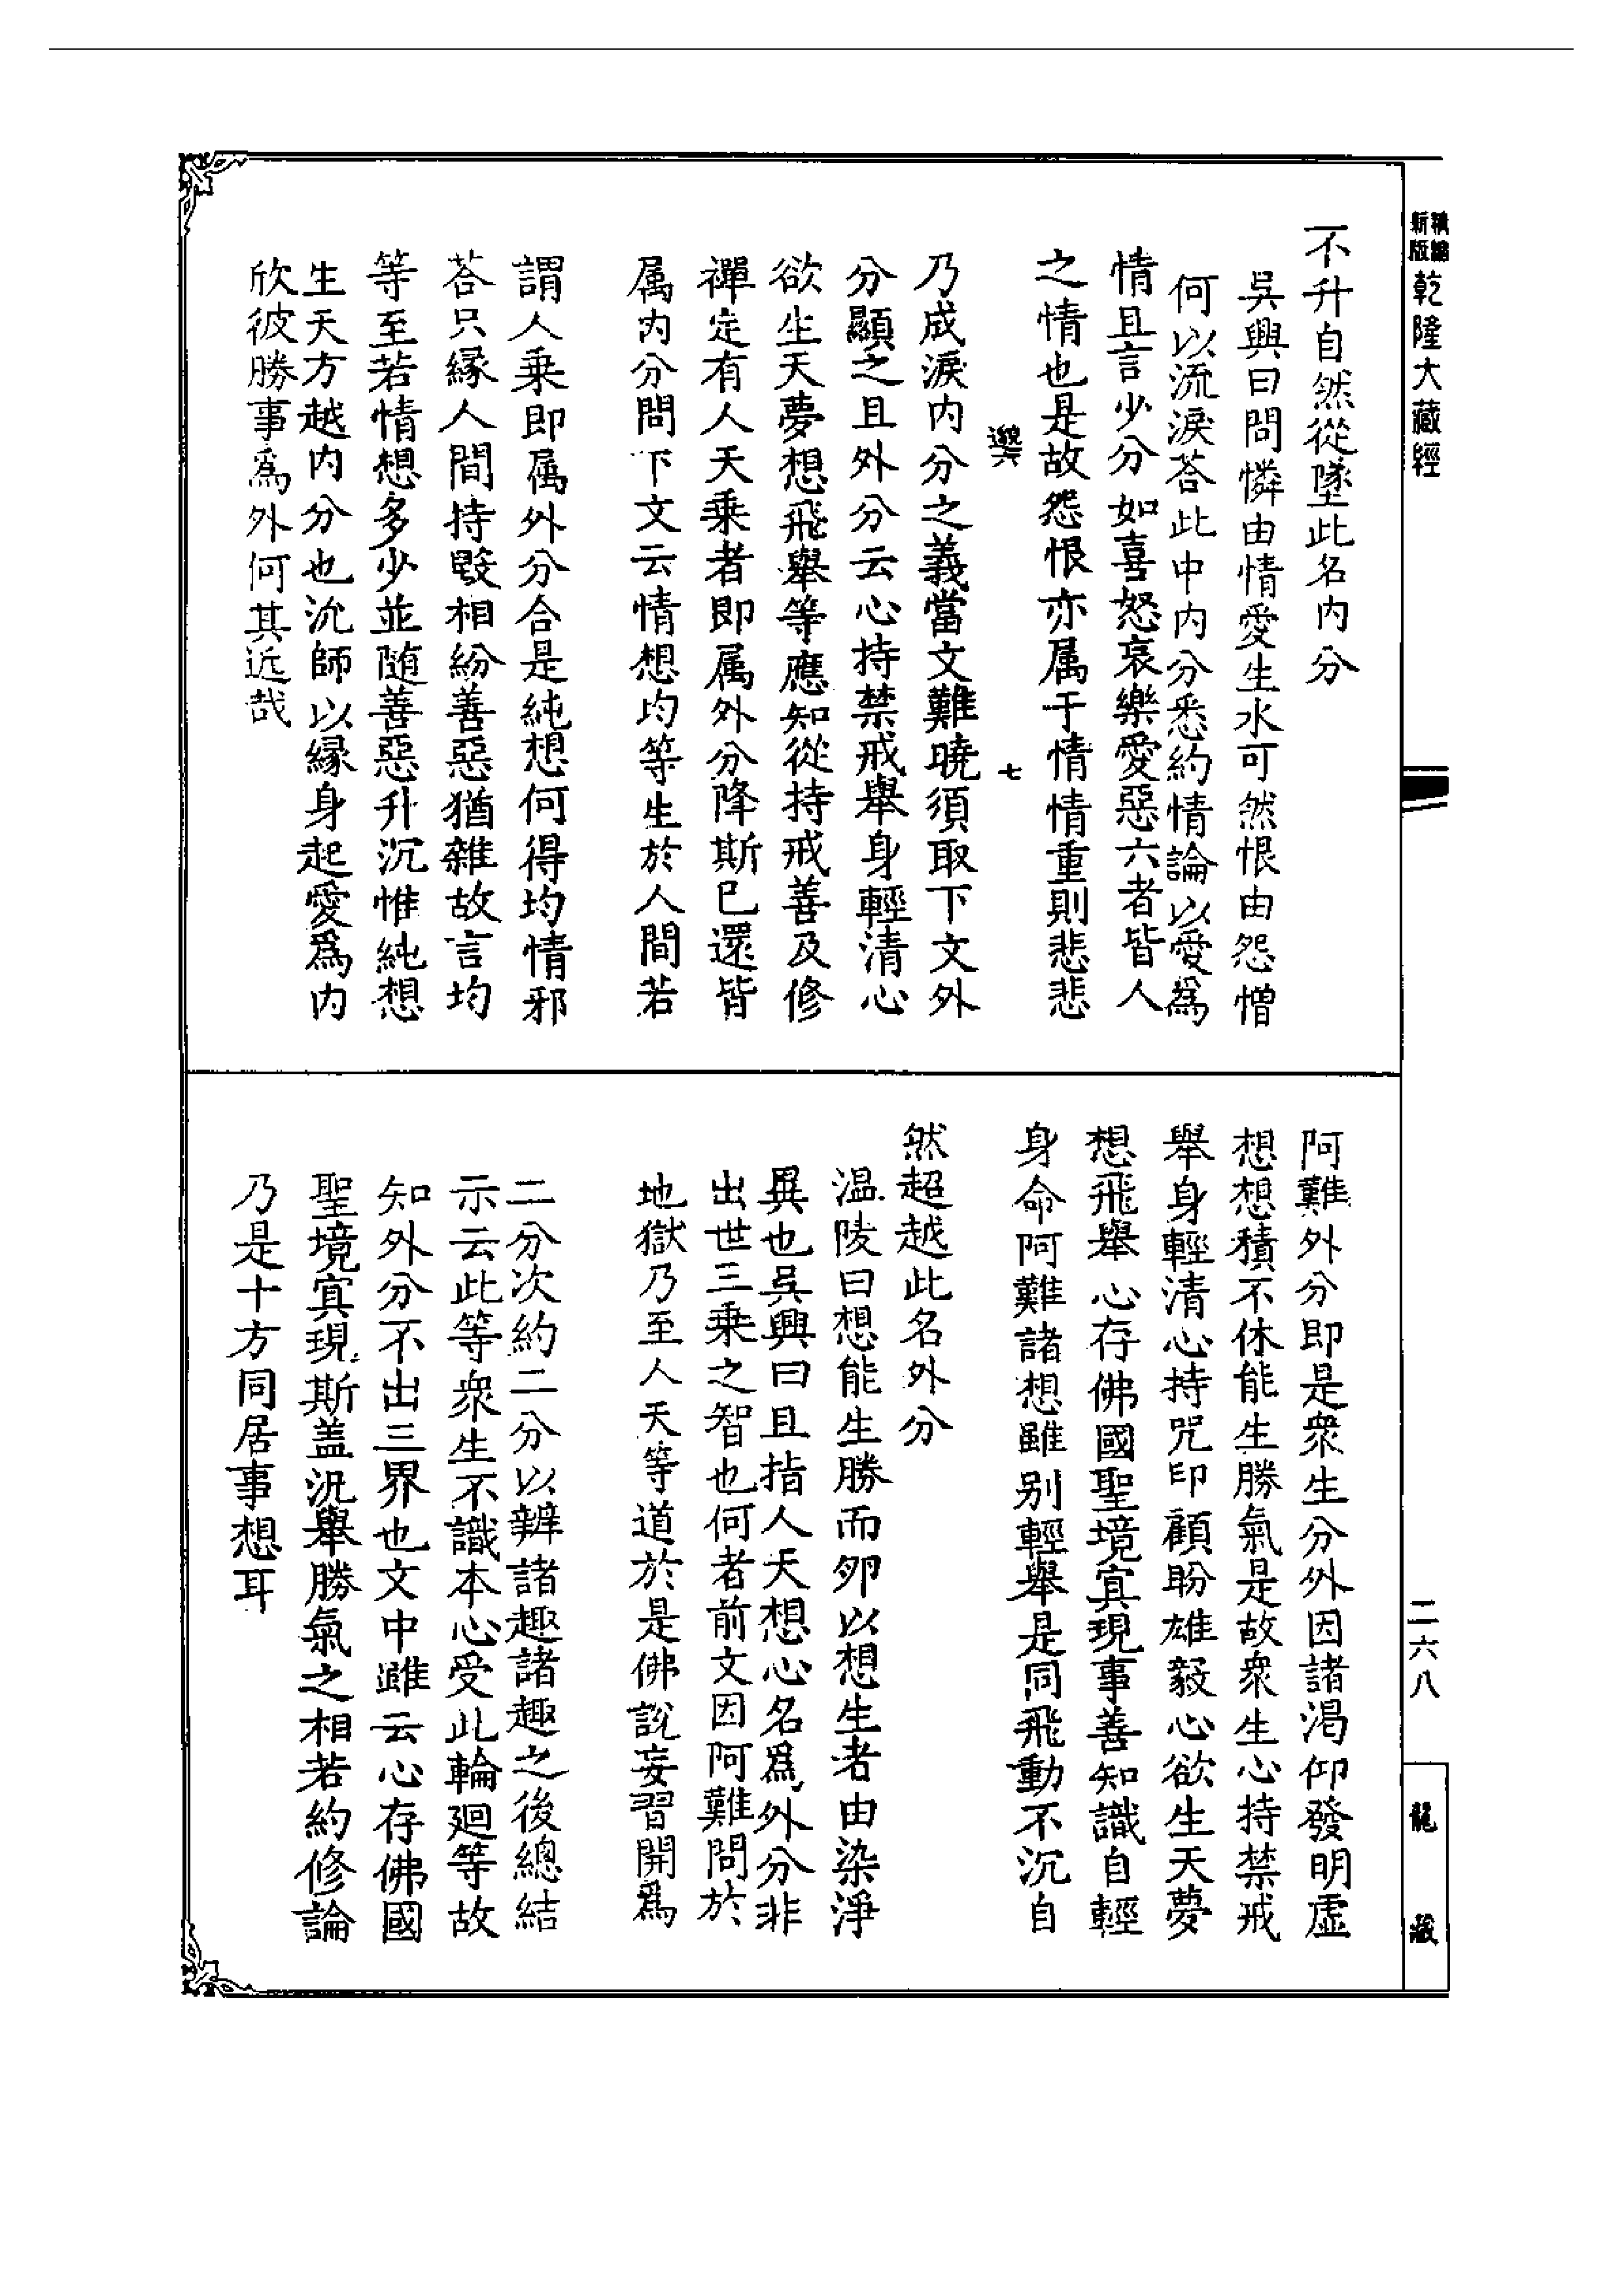 精縮
新版
乾隆大藏經
不升自然從墜此名內分
吳興曰問憐由情愛生水可然恨由怨憎
何以流淚荅此中內分悉約情論以愛爲
情且言少分如喜怒哀樂愛惡六者皆人
之情也是故怨恨亦属于情情重則悲悲
七
乃成淚內分之義當文難曉須取下文外
分顯之且外分云心持禁戒舉身輕清心
欲生天夢想飛舉等應知從持戒善及修
禪定有人天乘者即属外分降斯巳還皆
属內分問下文云情想均等生於人間若
謂人乘即属外分合是純想何得均情邪
荅只緣人間持毀相紛善惡猶雜故言均
等至若情想多少並随善惡升沉惟純想
生天方越內分也沇師以緣身起愛爲內
欣彼勝事爲外何其近哉
阿難外分即是衆生分外因諸渴仰發明虛
想想積不休能生勝氣是故衆生心持禁戒
舉身輕清心持咒印顧盼雄毅心欲生天夢
想飛舉心存佛國聖境冥現事善知識自輕
身命阿難諸想雖别輕舉是同飛動不沉自
然超越此名外分
温陵曰想能生勝而夘以想生者由染淨
異也吳興曰且指人天想心名爲外分非
出世三乘之智也何者前文因阿難問於
地獄乃至人天等道於是佛說妄習開爲
二分次約二分以辨諸趣諸趣之後總結
示云此等衆生不識本心受此輪廻等故
知外分不出三界也文中雖云心存佛國
聖境冥現斯盖況舉勝氣之相若約修論
乃是十方同居事想耳
二六八
龍藏